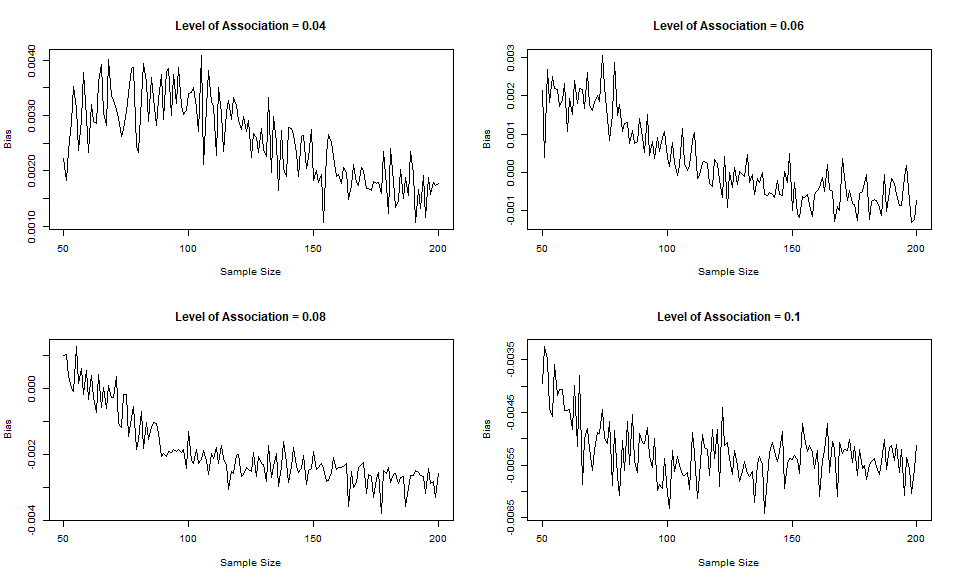 Level of Association = 0.04
Bias
0.0040
0.0030
0.0020
0.0010
50 100 150 200
Sample Size
Level of Association = 0.06
Bias
0.003
0.002
0.001
0.000
-0.001
50 100 150 200
Sample Size
Level of Association = 0.08
Bias
0.000
-0.002
-0.004
50 100 150 200
Sample Size
Level of Association = 0.1
Bias
-0.0035
-0.0045
-0.0055
-0.0065
50 100 150 200
Sample Size